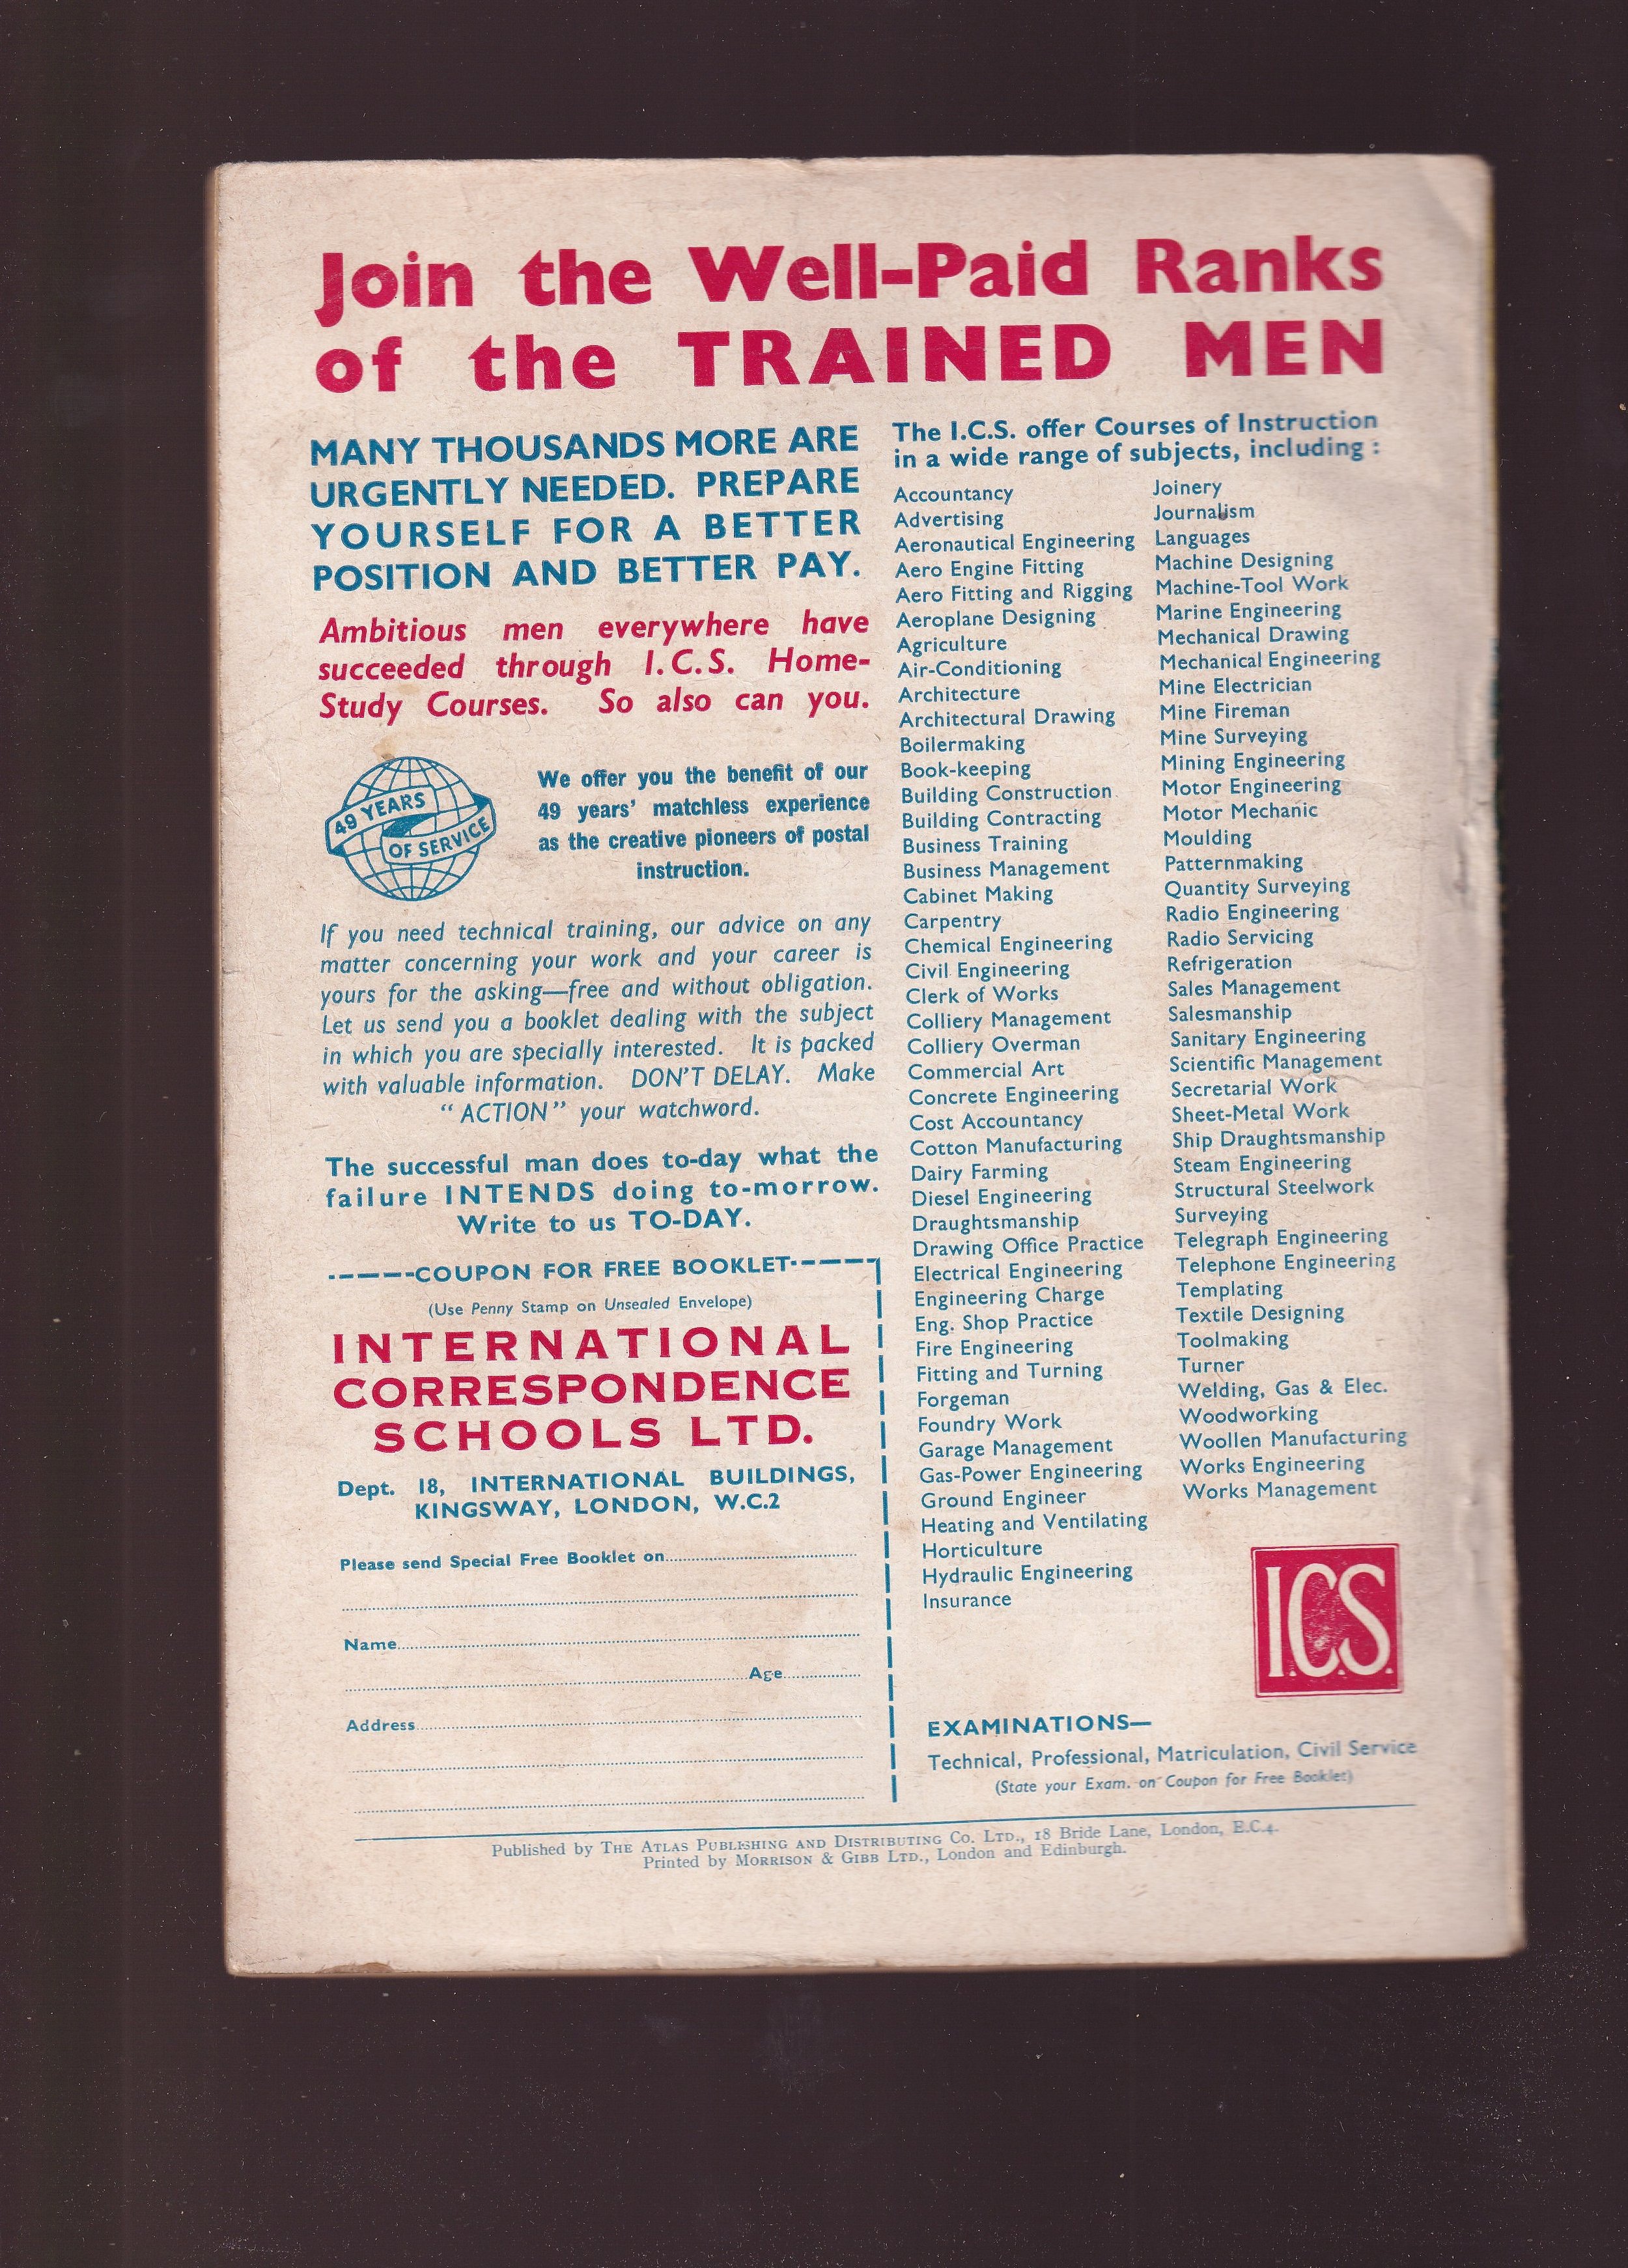 Join the Well-Paid Ranks
of the TRAINED MEN
MANY THOUSANDS MORE ARE
URGENTLY NEEDED. PREPARE
YOURSELF FOR A BETTER
POSITION AND BETTER PAY.
Ambitious men everywhere have
succeeded through I.C.S. Home-
Study Courses. So also can you.
49 YEARS
OF SERVICE
We offer you the benefit of our
49 years' matchless experience
as the creative pioneers of postal
instruction.
If you need technical training, our advice on any
matter concerning your work and your career is
yours for the asking—free and without obligation.
Let us send you a booklet dealing with the subject
in which you are specially interested. It is packed
with valuable information. DON'T DELAY. Make
"ACTION" your watchword.
The successful man does to-day what the
failure INTENDS doing to-morrow.
Write to us TO-DAY.
COUPON FOR FREE BOOKLET
(Use Penny Stamp on Unsealed Envelope)
INTERNATIONAL
CORRESPONDENCE
SCHOOLS LTD.
Dept. 18, INTERNATIONAL BUILDINGS,
KINGSWAY, LONDON, W.C.2
Please send Special Free Booklet on
Name
Age
Address
The I.C.S. offer Courses of Instruction
in a wide range of subjects, including :
Accountancy
Advertising
Aeronautical Engineering
Aero Engine Fitting
Aero Fitting and Rigging
Aeroplane Designing
Agriculture
Air-Conditioning
Architecture
Architectural Drawing
Boilermaking
Book-keeping
Building Construction
Building Contracting
Business Training
Business Management
Cabinet Making
Carpentry
Chemical Engineering
Civil Engineering
Clerk of Works
Colliery Management
Colliery Overman
Commercial Art
Concrete Engineering
Cost Accountancy
Cotton Manufacturing
Dairy Farming
Diesel Engineering
Draughtsmanship
Drawing Office Practice
Electrical Engineering
Engineering Charge
Eng. Shop Practice
Fire Engineering
Fitting and Turning
Forgeman
Foundry Work
Garage Management
Gas-Power Engineering
Ground Engineer
Heating and Ventilating
Horticulture
Hydraulic Engineering
Insurance
Joinery
Journalism
Languages
Machine Designing
Machine-Tool Work
Marine Engineering
Mechanical Drawing
Mechanical Engineering
Mine Electrician
Mine Fireman
Mine Surveying
Mining Engineering
Motor Engineering
Motor Mechanic
Moulding
Patternmaking
Quantity Surveying
Radio Engineering
Radio Servicing
Refrigeration
Sales Management
Salesmanship
Sanitary Engineering
Scientific Management
Secretarial Work
Sheet-Metal Work
Ship Draughtsmanship
Steam Engineering
Structural Steelwork
Surveying
Telegraph Engineering
Telephone Engineering
Templating
Textile Designing
Toolmaking
Turner
Welding, Gas & Elec.
Woodworking
Woollen Manufacturing
Works Engineering
Works Management
I.C.S.
EXAMINATIONS—
Technical, Professional, Matriculation, Civil Service
(State your Exam. on Coupon for Free Booklet)
Published by THE ATLAS PUBLISHING AND DISTRIBUTING CO. LTD., 18 Bride Lane, London, E.C.4.
Printed by MORRISON & GIBB LTD., London and Edinburgh.